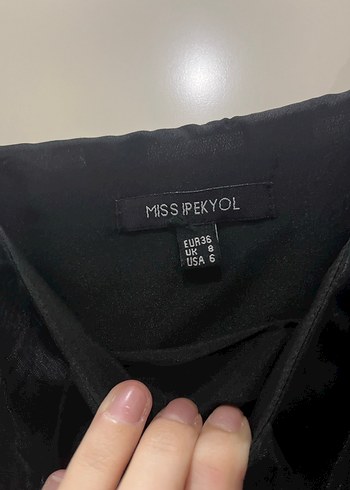 MISS IPEKYOL
EUR36
UK 8
USA 6